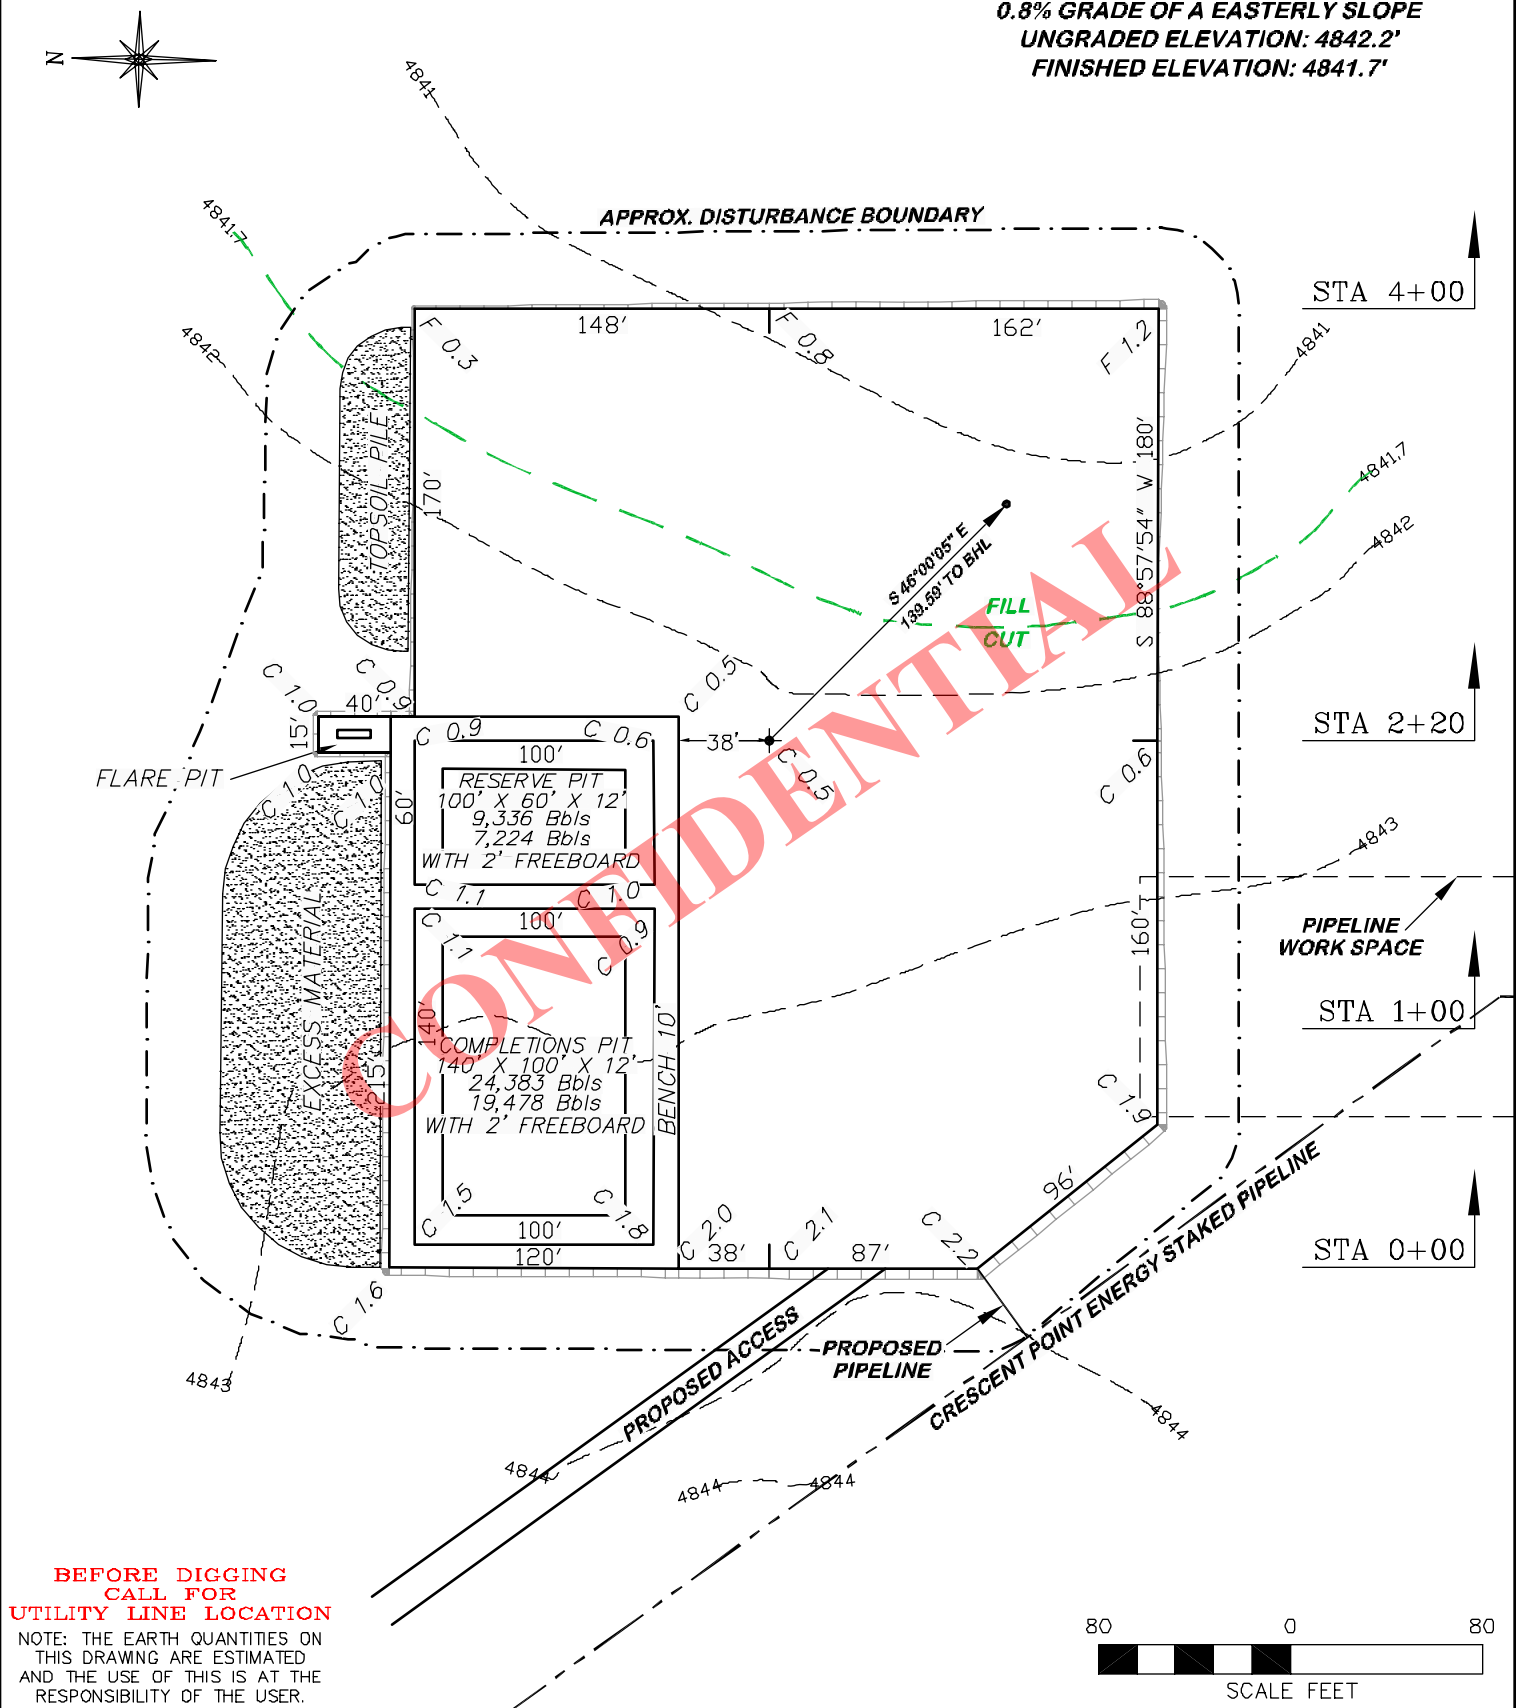 0.8% GRADE OF A EASTERLY SLOPE
UNGRADED ELEVATION: 4842.2'
FINISHED ELEVATION: 4841.7'
N
4841
4841.7
4842
APPROX. DISTURBANCE BOUNDARY
STA 4+00
148'
162'
F 0.3
F 0.8
F 1.2
4841
TOPSOIL PILE
170'
S 88°57'54" W 180'
4841.7
4842
S 46°00'05" E
139.59' TO BHL
FILL
CUT
C 1.0
C 0.9
40'
15'
C 0.5
STA 2+20
C 0.9
C 0.6
38'
C 0.5
C 0.6
FLARE PIT
C 1.0
C 1.0
60'
100'
RESERVE PIT
100' X 60' X 12'
9,336 Bbls
7,224 Bbls
WITH 2' FREEBOARD
C 1.1
C 1.0
4843
PIPELINE
WORK SPACE
160'
STA 1+00
EXCESS MATERIAL
215'
C 1.1
100'
C 0.9
140'
COMPLETIONS PIT
140' X 100' X 12'
24,383 Bbls
19,478 Bbls
WITH 2' FREEBOARD
BENCH 10'
CONFIDENTIAL
C 1.9
96'
C 1.5
C 1.8
100'
120'
C 2.0
38'
C 2.1
87'
C 2.2
STA 0+00
C 1.6
4843
PROPOSED ACCESS
PROPOSED
PIPELINE
CRESCENT POINT ENERGY STAKED PIPELINE
4844
4844
4844
4844
BEFORE DIGGING
CALL FOR
UTILITY LINE LOCATION
NOTE: THE EARTH QUANTITIES ON
THIS DRAWING ARE ESTIMATED
AND THE USE OF THIS IS AT THE
RESPONSIBILITY OF THE USER.
80 0 80
SCALE FEET